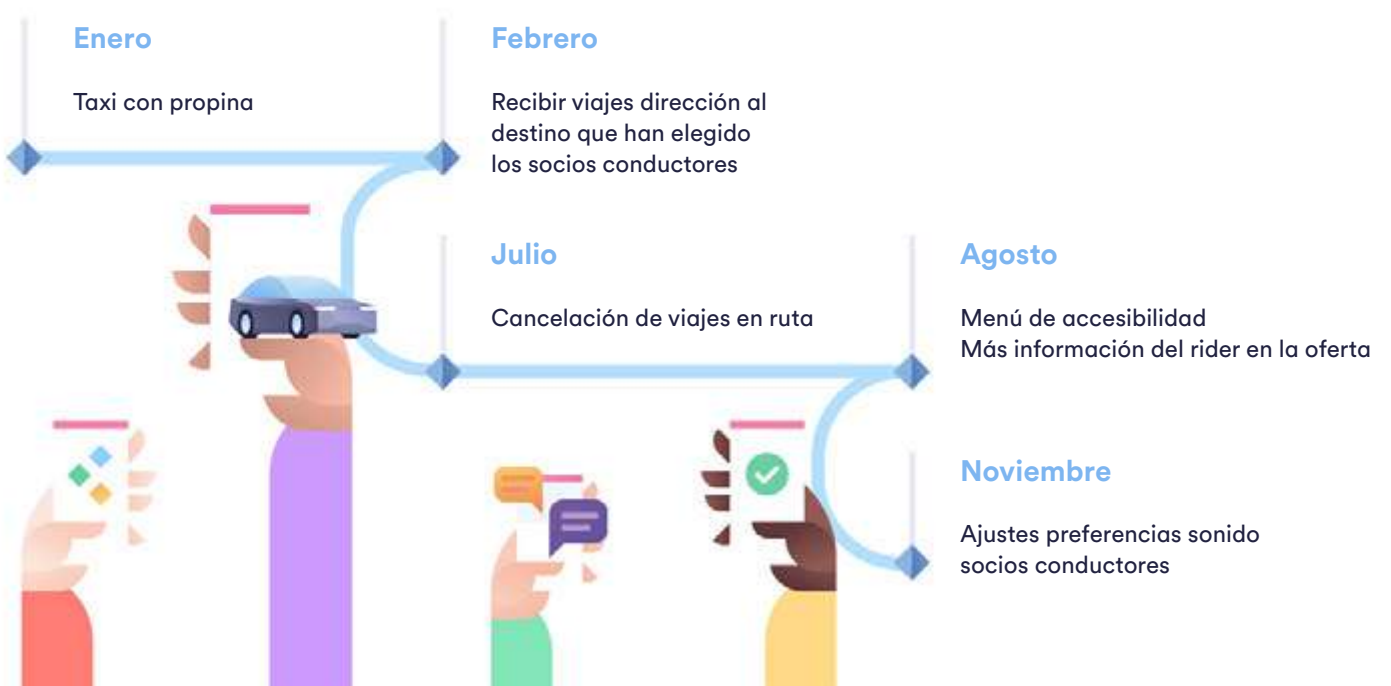 Enero
Taxi con propina
Febrero
Recibir viajes dirección al
destino que han elegido
los socios conductores
Julio
Cancelación de viajes en ruta
Agosto
Menú de accesibilidad
Más información del rider en la oferta
Noviembre
Ajustes preferencias sonido
socios conductores